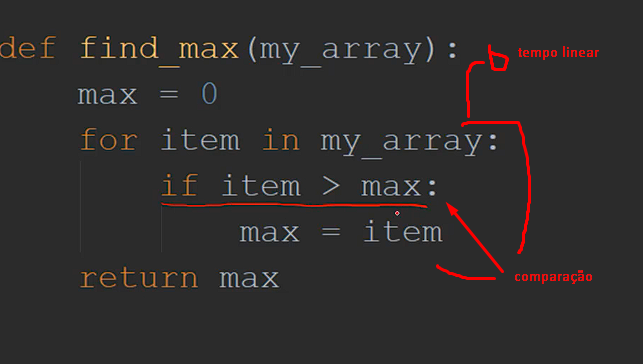 def find_max(my_array):
tempo linear
max = 0
for item in my_array:
if item > max:
max = item
comparação
return max